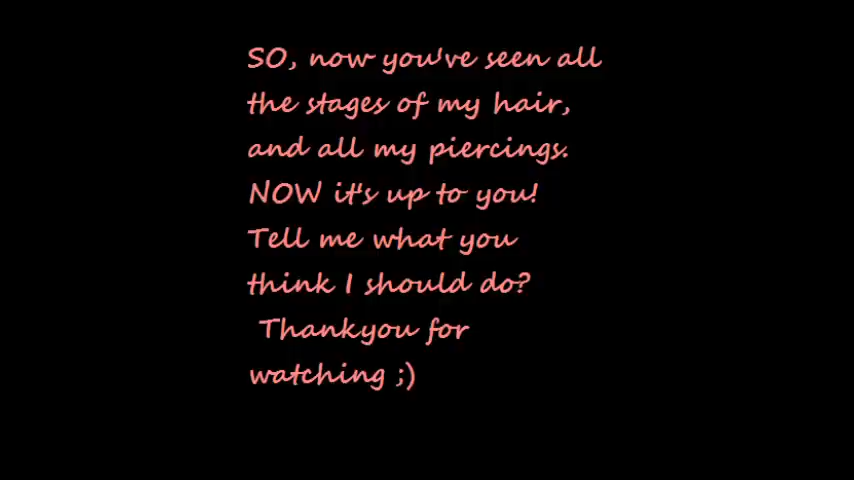 SO, now you've seen all
the stages of my hair,
and all my piercings.
NOW it's up to you!
Tell me what you
think I should do?
Thankyou for
watching ;)